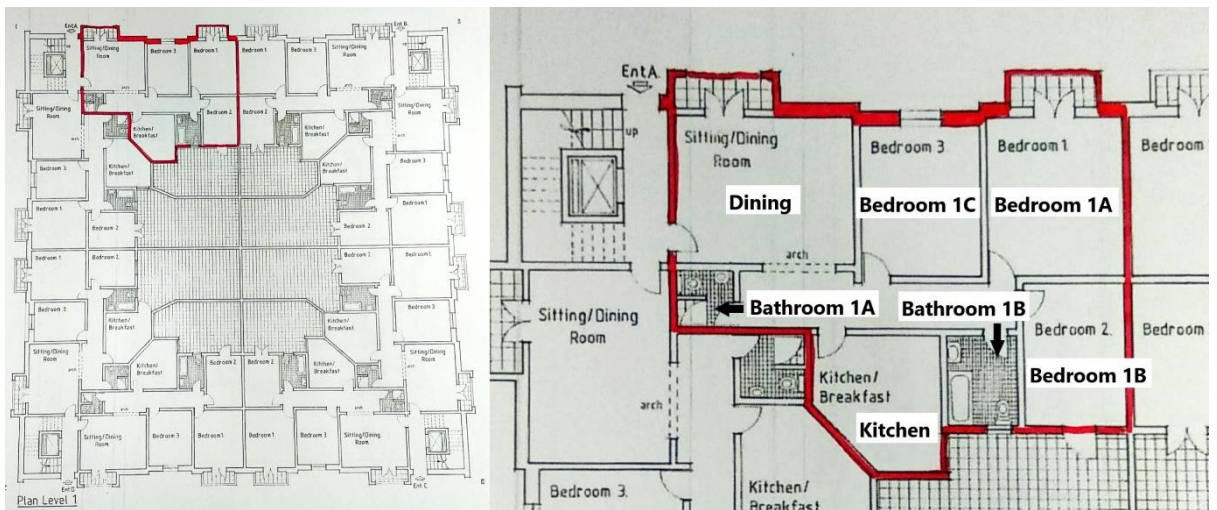 Ent A.
Ent B.
up
Sitting/Dining
Room
Bedroom 3
Bedroom 1.
Bedroom 1
Bedroom 3
Sitting/Dining
Room
Sitting/Dining
Room
Bedroom 2
Bedroom 2
Sitting/Dining
Room
Kitchen/
Breakfast
Kitchen/
Breakfast
arch
Kitchen/
Breakfast
Kitchen/
Breakfast
Bedroom 3.
Bedroom 3
Bedroom 1
Bedroom 2
Bedroom 2
Bedroom 1
Bedroom 1
Bedroom 2.
Bedroom 2
Bedroom 1
Kitchen/
Breakfast
Kitchen/
Breakfast
Bedroom 3
Sitting/Dining
Room
Kitchen/
Breakfast
Bedroom 2.
Bedroom 2
Kitchen/
Breakfast
Sitting/Dining
Room
Sitting/Dining
Room
Bedroom 3
Bedroom 1
Bedroom 1
Bedroom 3
Sitting/Dining
Room
Ent D.
Ent C.
Plan Level 1
Ent A.
up
Sitting/Dining
Room
Dining
Bedroom 3
Bedroom 1C
Bedroom 1.
Bedroom 1A
Bedroom
arch
Bathroom 1A
Bathroom 1B
Sitting/Dining
Room
Bedroom 2.
Bedroom 1B
Bedroom
arch
Kitchen/
Breakfast
Kitchen
Bedroom 3.
Kitchen/
Breakfast